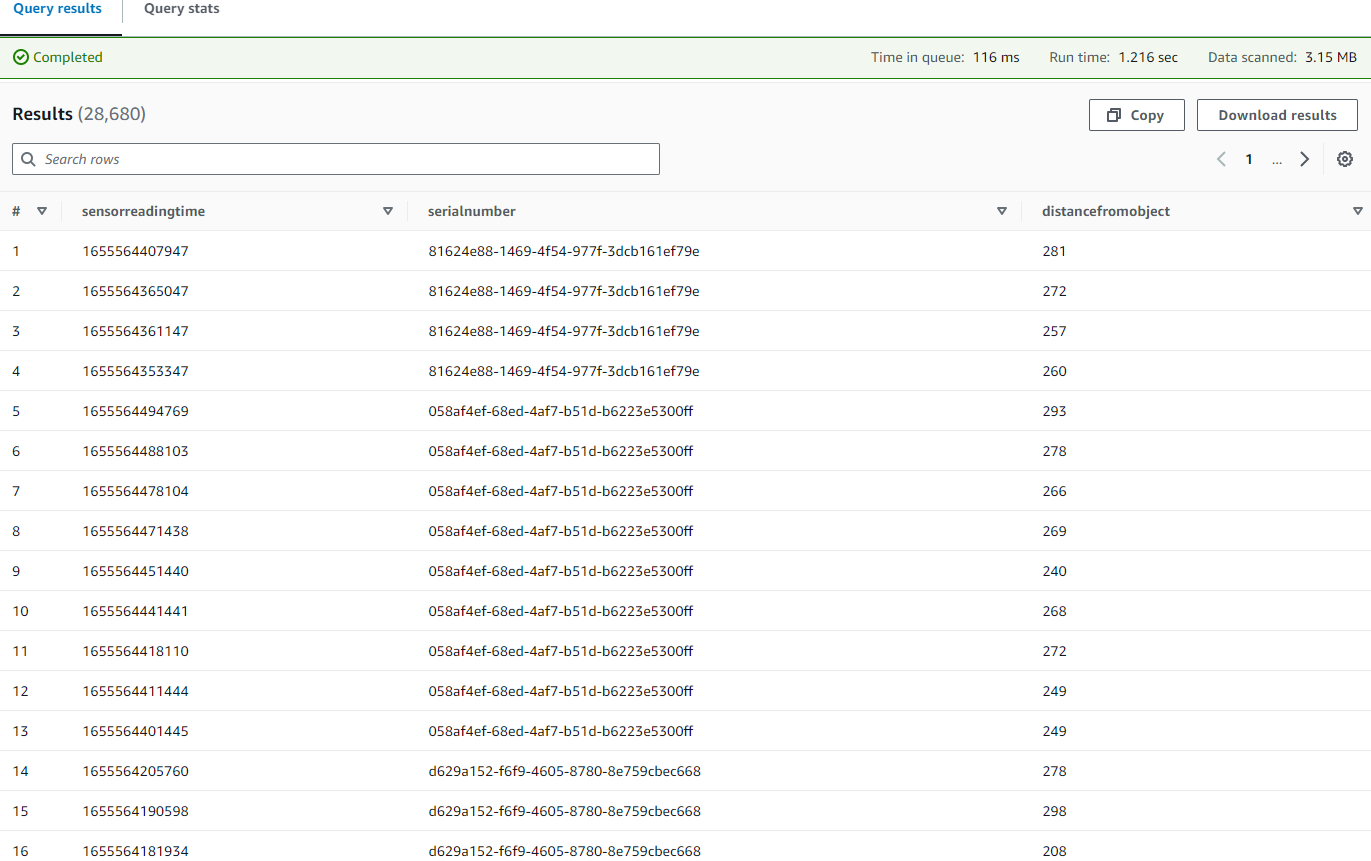 Query results Query stats
Completed Time in queue: 116 ms Run time: 1.216 sec Data scanned: 3.15 MB
Results (28,680) Copy Download results
Search rows 1 ...
# sensorreadingtime serialnumber distancefromobject
1 1655564407947 81624e88-1469-4f54-977f-3dcb161ef79e 281
2 1655564365047 81624e88-1469-4f54-977f-3dcb161ef79e 272
3 1655564361147 81624e88-1469-4f54-977f-3dcb161ef79e 257
4 1655564353347 81624e88-1469-4f54-977f-3dcb161ef79e 260
5 1655564494769 058af4ef-68ed-4af7-b51d-b6223e5300ff 293
6 1655564488103 058af4ef-68ed-4af7-b51d-b6223e5300ff 278
7 1655564478104 058af4ef-68ed-4af7-b51d-b6223e5300ff 266
8 1655564471438 058af4ef-68ed-4af7-b51d-b6223e5300ff 269
9 1655564451440 058af4ef-68ed-4af7-b51d-b6223e5300ff 240
10 1655564441441 058af4ef-68ed-4af7-b51d-b6223e5300ff 268
11 1655564418110 058af4ef-68ed-4af7-b51d-b6223e5300ff 272
12 1655564411444 058af4ef-68ed-4af7-b51d-b6223e5300ff 249
13 1655564401445 058af4ef-68ed-4af7-b51d-b6223e5300ff 249
14 1655564205760 d629a152-f6f9-4605-8780-8e759cbec668 278
15 1655564190598 d629a152-f6f9-4605-8780-8e759cbec668 298
16 1655564181934 d629a152-f6f9-4605-8780-8e759cbec668 208